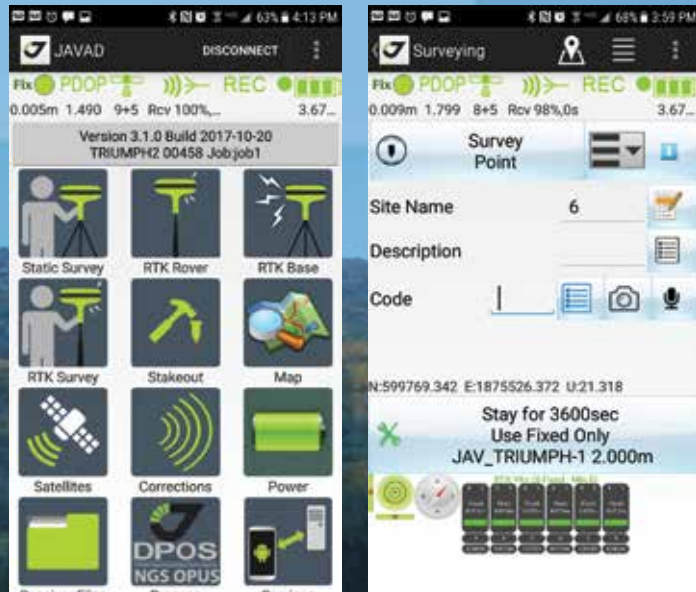 63% 4:13 PM
JAVAD DISCONNECT
Fix PDOP REC
0.005m 1.490 9+5 Rcv 100%,... 3.67...
Version 3.1.0 Build 2017-10-20
TRIUMPH2 00458 Job:job1
Static Survey RTK Rover RTK Base
RTK Survey Stakeout Map
Satellites Corrections Power
DPOS
NGS OPUS
68% 3:59 PM
Surveying
Fix PDOP REC
0.009m 1.799 8+5 Rcv 98%,0s 3.67...
Survey
Point
1
Site Name 6
Description
Code
N:599769.342 E:1875526.372 U:21.318
Stay for 3600sec
Use Fixed Only
JAV_TRIUMPH-1 2.000m